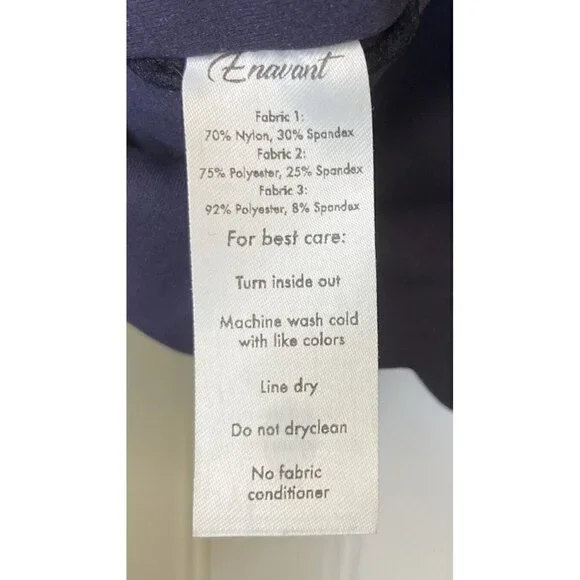 Enavant
Fabric 1:
70% Nylon, 30% Spandex
Fabric 2:
75% Polyester, 25% Spandex
Fabric 3:
92% Polyester, 8% Spandex
For best care:
Turn inside out
Machine wash cold
with like colors
Line dry
Do not dryclean
No fabric
conditioner